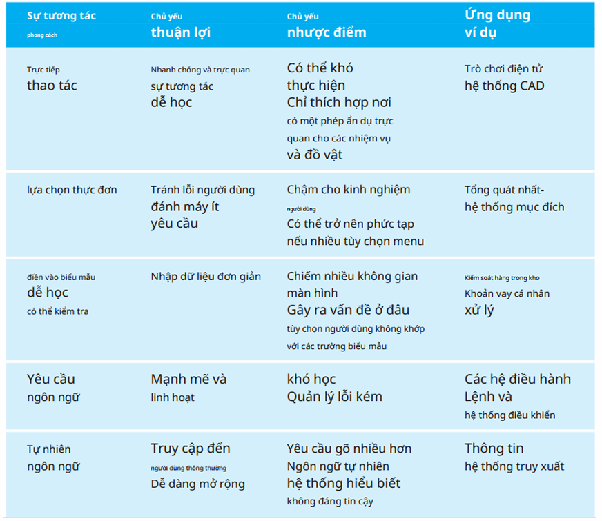 Sự tương tác
phong cách
Chủ yếu
thuận lợi
Chủ yếu
nhược điểm
Ứng dụng
ví dụ
Trực tiếp
thao tác
Nhanh chóng và trực quan
sự tương tác
dễ học
Có thể khó
thực hiện
Chỉ thích hợp nơi
có một phép ẩn dụ trực
quan cho các nhiệm vụ
và đồ vật
Trò chơi điện tử
hệ thống CAD
lựa chọn thực đơn
Tránh lỗi người dùng
đánh máy ít
yêu cầu
Chậm cho kinh nghiệm
người dùng
Có thể trở nên phức tạp
nếu nhiều tùy chọn menu
Tổng quát nhất-
hệ thống mục đích
điền vào biểu mẫu
dễ học
có thể kiểm tra
Nhập dữ liệu đơn giản
Chiếm nhiều không gian
màn hình
Gây ra vấn đề ở đâu
tùy chọn người dùng không khớp
với các trường biểu mẫu
Kiểm soát hàng trong kho
Khoản vay cá nhân
xử lý
Yêu cầu
ngôn ngữ
Mạnh mẽ và
linh hoạt
khó học
Quản lý lỗi kém
Các hệ điều hành
Lệnh và
hệ thống điều khiển
Tự nhiên
ngôn ngữ
Truy cập đến
người dùng thông thường
Dễ dàng mở rộng
Yêu cầu gõ nhiều hơn
Ngôn ngữ tự nhiên
hệ thống hiểu biết
không đáng tin cậy
Thông tin
hệ thống truy xuất